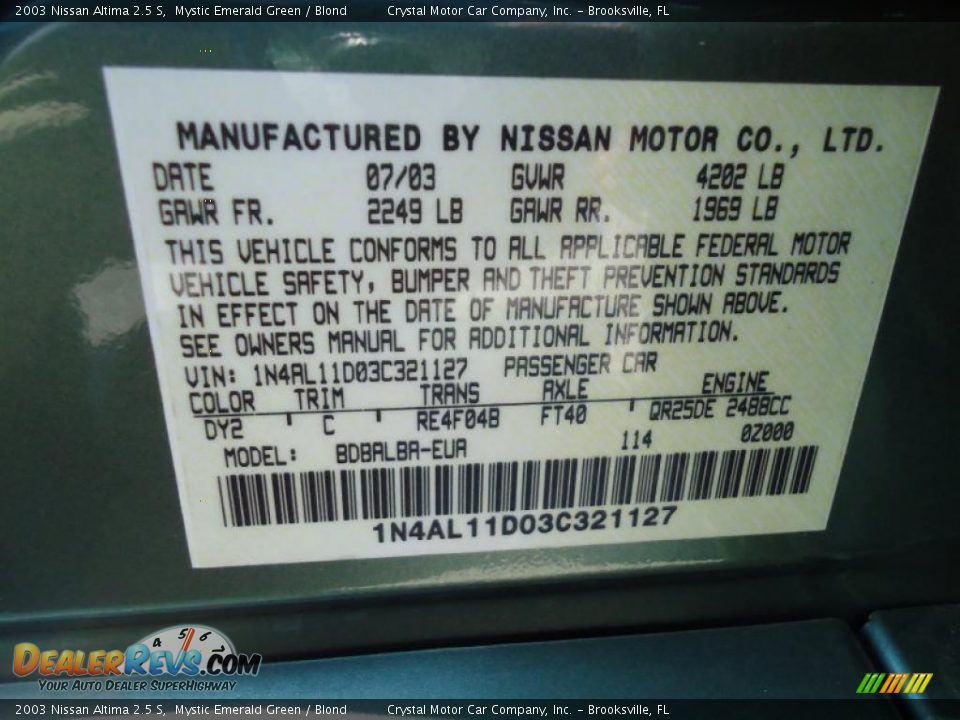 2003 Nissan Altima 2.5 S, Mystic Emerald Green / Blond Crystal Motor Car Company, Inc. - Brooksville, FL
MANUFACTURED BY NISSAN MOTOR CO., LTD.
DATE 07/03 GVWR 4202 LB
GAWR FR. 2249 LB GAWR RR. 1969 LB
THIS VEHICLE CONFORMS TO ALL APPLICABLE FEDERAL MOTOR
VEHICLE SAFETY, BUMPER AND THEFT PREVENTION STANDARDS
IN EFFECT ON THE DATE OF MANUFACTURE SHOWN ABOVE.
SEE OWNERS MANUAL FOR ADDITIONAL INFORMATION.
VIN: 1N4AL11D03C321127 PASSENGER CAR
COLOR TRIM TRANS AXLE ENGINE
DY2 C RE4F04B FT40 QR25DE 2488CC
MODEL: BDBALBA-EUA 114 0Z000
1N4AL11D03C321127
4 5 6
DEALERREVS.COM
YOUR AUTO DEALER SUPERHIGHWAY
2003 Nissan Altima 2.5 S, Mystic Emerald Green / Blond Crystal Motor Car Company, Inc. - Brooksville, FL